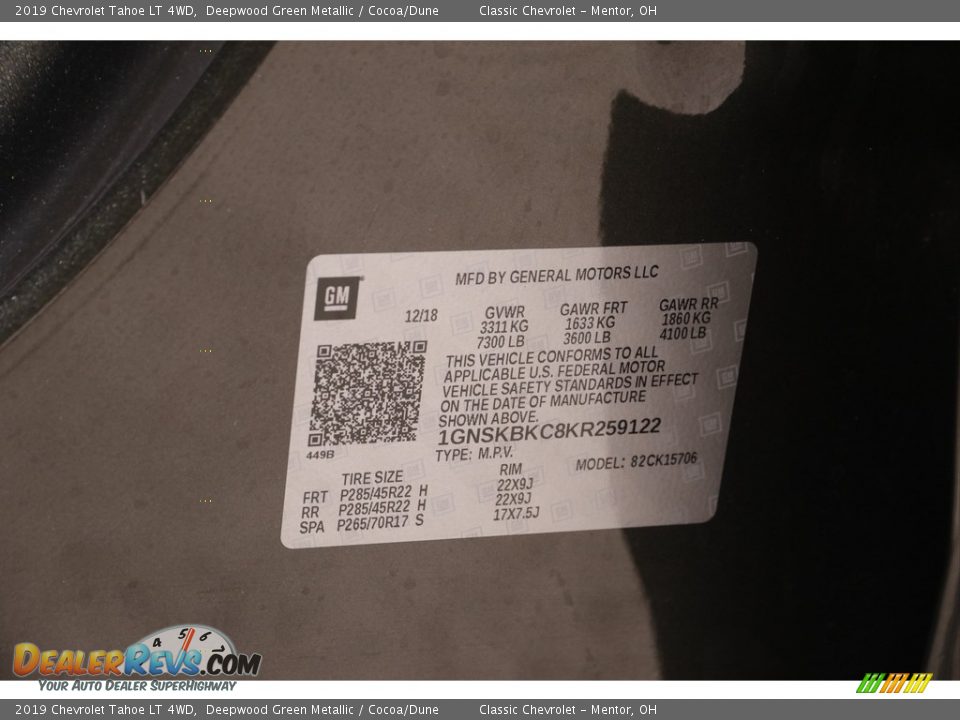 2019 Chevrolet Tahoe LT 4WD, Deepwood Green Metallic / Cocoa/Dune Classic Chevrolet – Mentor, OH
GM
MFD BY GENERAL MOTORS LLC
12/18 GVWR GAWR FRT GAWR RR
3311 KG 1633 KG 1860 KG
7300 LB 3600 LB 4100 LB
THIS VEHICLE CONFORMS TO ALL
APPLICABLE U.S. FEDERAL MOTOR
VEHICLE SAFETY STANDARDS IN EFFECT
ON THE DATE OF MANUFACTURE
SHOWN ABOVE.
1GNSKBKC8KR259122
449B
TYPE: M.P.V. MODEL: 82CK15706
TIRE SIZE RIM
FRT P285/45R22 H 22X9J
RR P285/45R22 H 22X9J
SPA P265/70R17 S 17X7.5J
4 5 6
DEALERREVS.COM
YOUR AUTO DEALER SUPERHIGHWAY
2019 Chevrolet Tahoe LT 4WD, Deepwood Green Metallic / Cocoa/Dune Classic Chevrolet – Mentor, OH